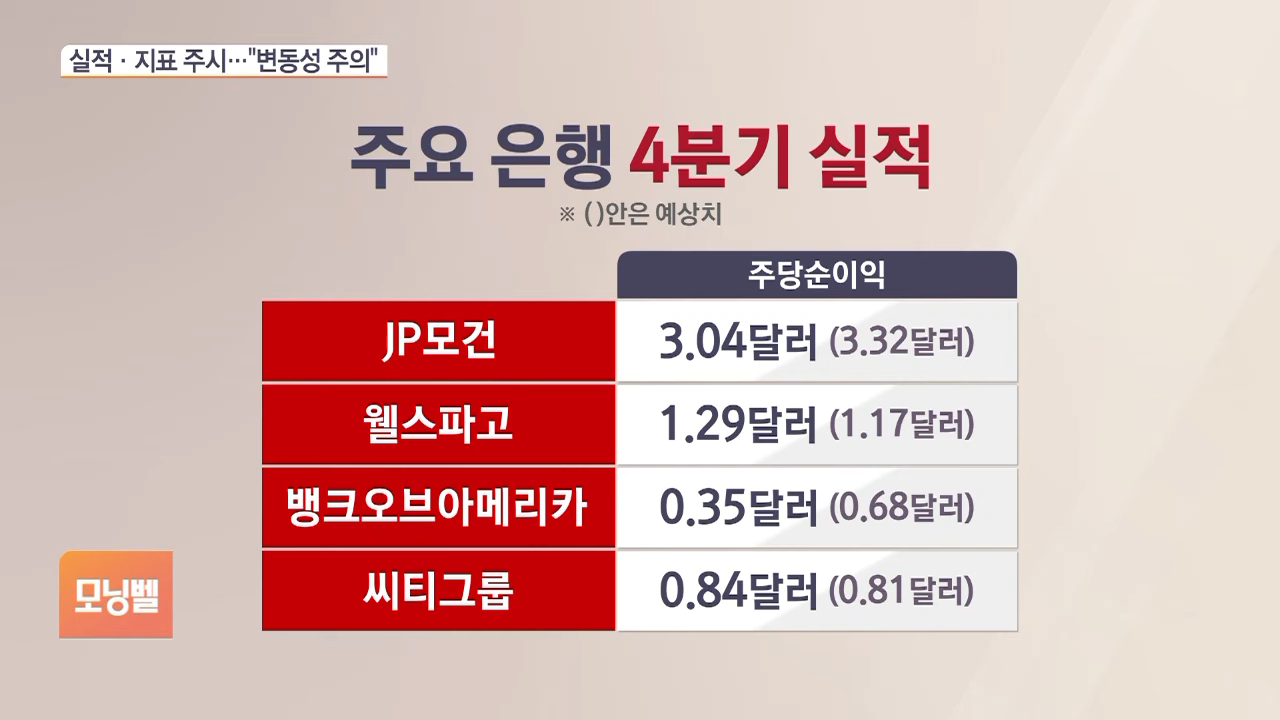 실적·지표 주시…"변동성 주의"
주요 은행 4분기 실적
※ ( )안은 예상치
주당순이익
JP모건 3.04달러 (3.32달러)
웰스파고 1.29달러 (1.17달러)
뱅크오브아메리카 0.35달러 (0.68달러)
씨티그룹 0.84달러 (0.81달러)
모닝벨